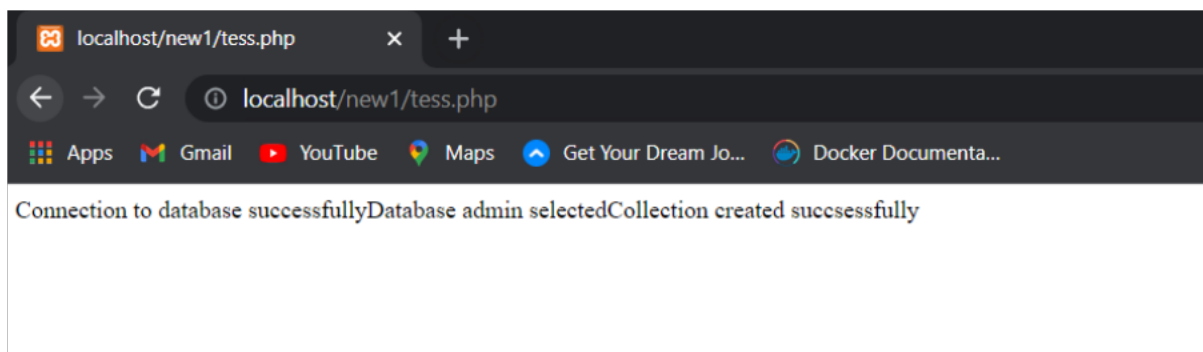 localhost/new1/tess.php
localhost/new1/tess.php
Apps Gmail YouTube Maps Get Your Dream Jo... Docker Documenta...
Connection to database successfullyDatabase admin selectedCollection created succsessfully